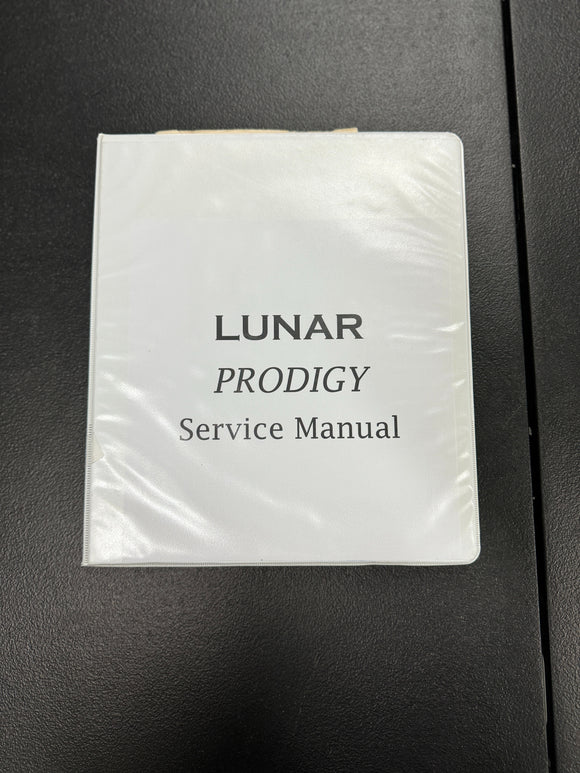 LUNAR
PRODIGY
Service Manual